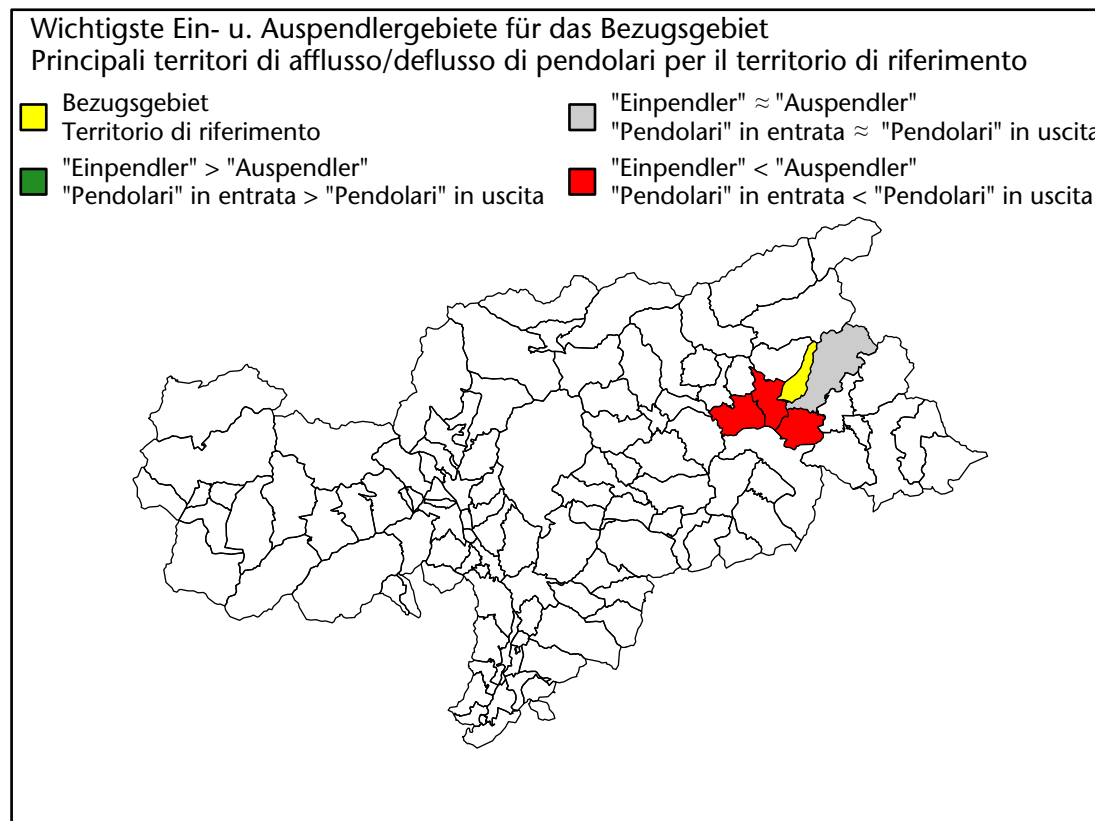 Wichtigste Ein- u. Auspendlergebiete für das Bezugsgebiet
Principali territori di afflusso/deflusso di pendolari per il territorio di riferimento
Bezugsgebiet
Territorio di riferimento
"Einpendler" > "Auspendler"
"Pendolari" in entrata > "Pendolari" in uscita
"Einpendler" ≈ "Auspendler"
"Pendolari" in entrata ≈ "Pendolari" in uscita
"Einpendler" < "Auspendler"
"Pendolari" in entrata < "Pendolari" in uscita